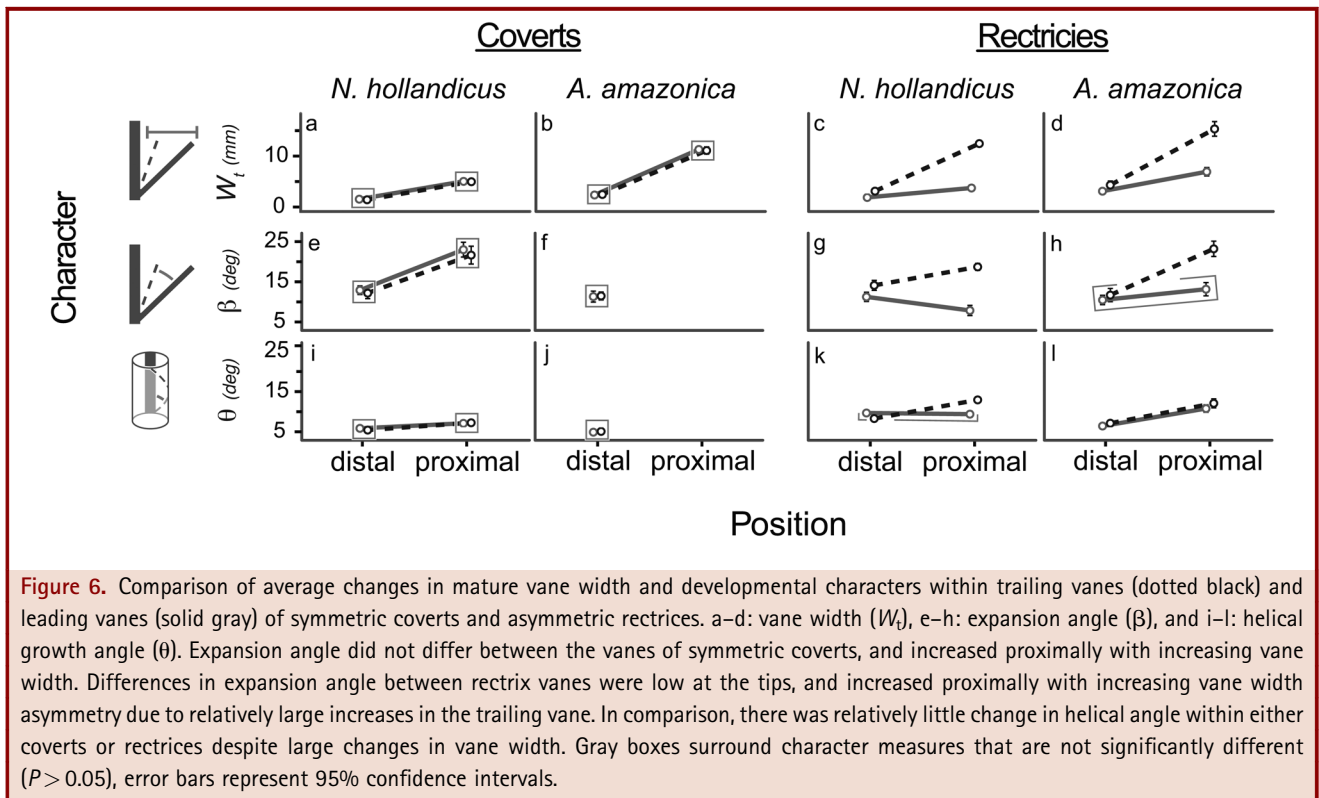 Coverts Rectricies
N. hollandicus A. amazonica N. hollandicus A. amazonica
Character
Wt (mm)
10
0
a
b
c
d
β (deg)
25
15
5
e
f
g
h
θ (deg)
25
15
5
i
j
k
l
distal proximal distal proximal distal proximal distal proximal
Position
Figure 6. Comparison of average changes in mature vane width and developmental characters within trailing vanes (dotted black) and
leading vanes (solid gray) of symmetric coverts and asymmetric rectrices. a–d: vane width (Wt), e–h: expansion angle (β), and i–l: helical
growth angle (θ). Expansion angle did not differ between the vanes of symmetric coverts, and increased proximally with increasing vane
width. Differences in expansion angle between rectrix vanes were low at the tips, and increased proximally with increasing vane width
asymmetry due to relatively large increases in the trailing vane. In comparison, there was relatively little change in helical angle within either
coverts or rectrices despite large changes in vane width. Gray boxes surround character measures that are not significantly different
(P > 0.05), error bars represent 95% confidence intervals.